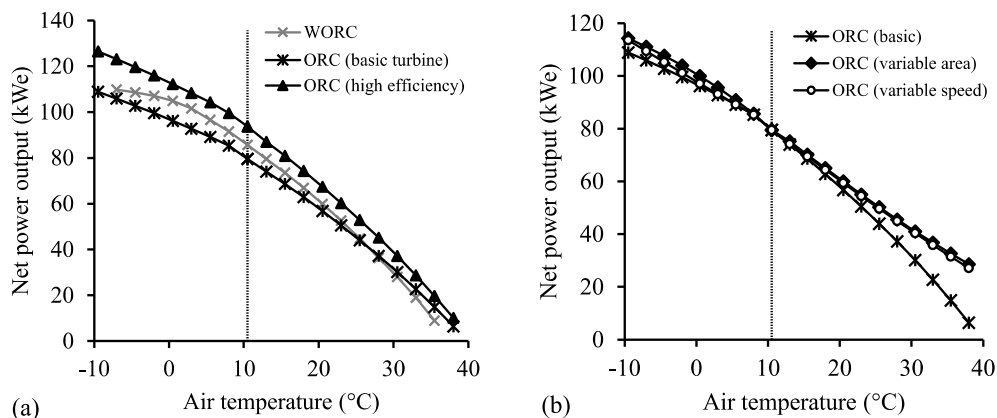 140
120
100
80
60
40
20
0
Net power output (kWe)
WORC
ORC (basic turbine)
ORC (high efficiency)
-10 0 10 20 30 40
Air temperature (°C)
(a)
120
100
80
60
40
20
0
Net power output (kWe)
ORC (basic)
ORC (variable area)
ORC (variable speed)
-10 0 10 20 30 40
Air temperature (°C)
(b)